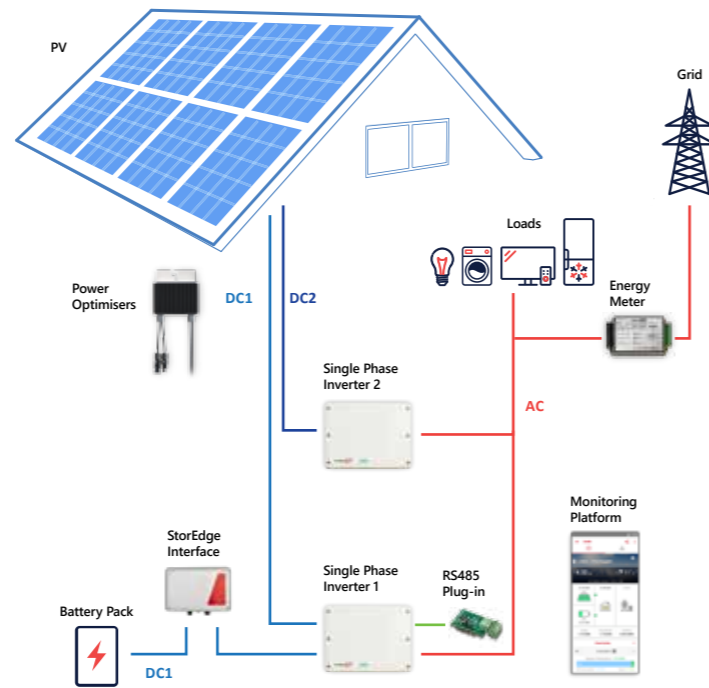 PV
Grid
Loads
Power
Optimisers
DC1
DC2
Energy
Meter
Single Phase
Inverter 2
AC
Monitoring
Platform
StorEdge
Interface
Single Phase
Inverter 1
RS485
Plug-in
Battery Pack
DC1